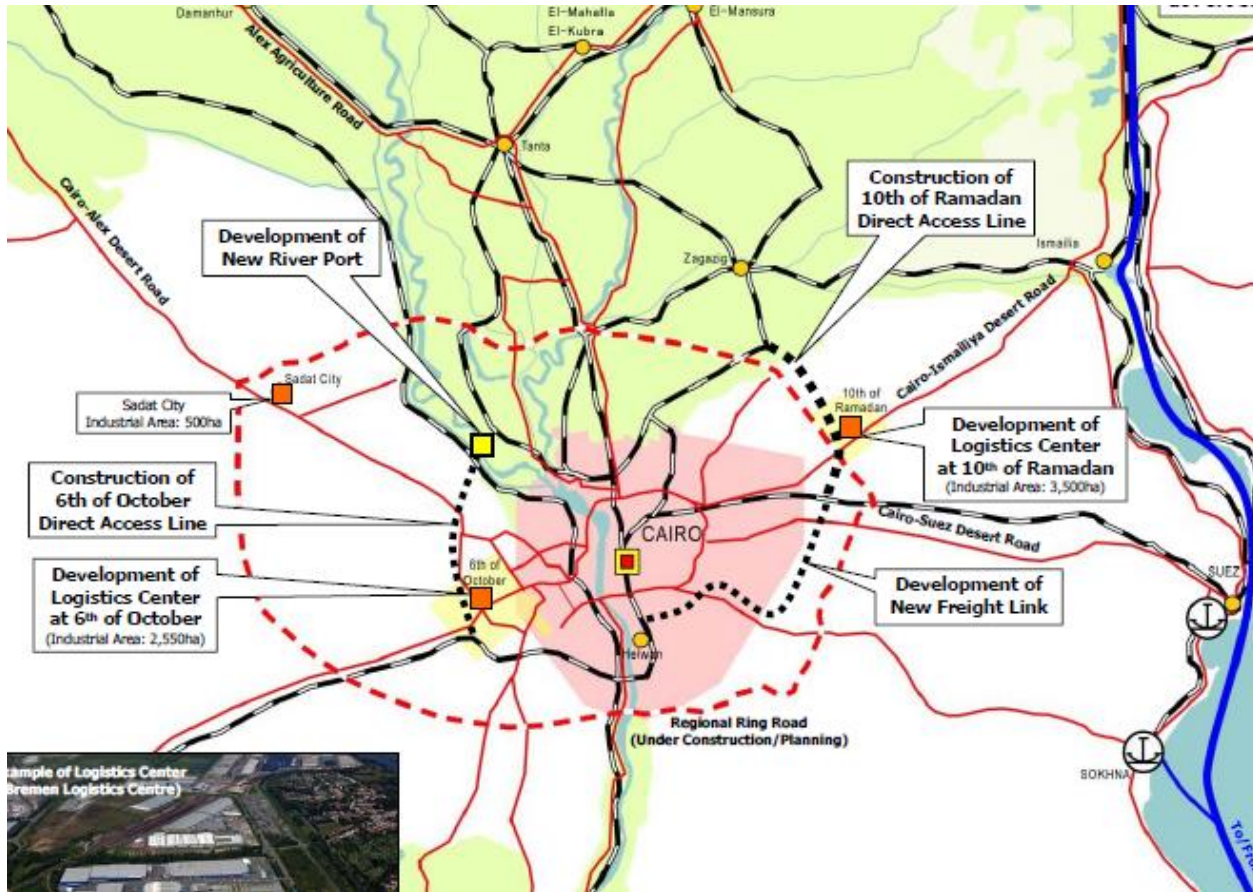 Damanhur
El-Mahalla
El-Kubra
El-Mansura
Alex Agriculture Road
Tanta
Construction of
10th of Ramadan
Direct Access Line
Cairo-Alex Desert Road
Development of
New River Port
Zagazig
Ismailia
Cairo-Ismailiya Desert Road
Sadat City
Sadat City
Industrial Area: 500ha
10th of
Ramadan
Development of
Logistics Center
at 10th of Ramadan
(Industrial Area: 3,500ha)
Construction of
6th of October
Direct Access Line
Cairo-Suez Desert Road
CAIRO
6th of
October
Development of
Logistics Center
at 6th of October
(Industrial Area: 2,550ha)
SUEZ
Development of
New Freight Link
Helwan
Regional Ring Road
(Under Construction/Planning)
SOKHNA
ample of Logistics Center
Bremen Logistics Centre)